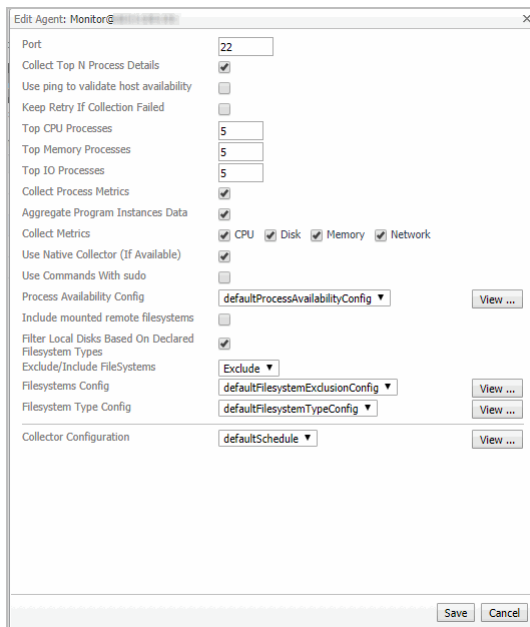 Edit Agent: Monitor@
Port 22
Collect Top N Process Details
Use ping to validate host availability
Keep Retry If Collection Failed
Top CPU Processes 5
Top Memory Processes 5
Top IO Processes 5
Collect Process Metrics
Aggregate Program Instances Data
Collect Metrics CPU Disk Memory Network
Use Native Collector (If Available)
Use Commands With sudo
Process Availability Config defaultProcessAvailabilityConfig View ...
Include mounted remote filesystems
Filter Local Disks Based On Declared
Filesystem Types
Exclude/Include FileSystems Exclude
Filesystems Config defaultFilesystemExclusionConfig View ...
Filesystem Type Config defaultFilesystemTypeConfig View ...
Collector Configuration defaultSchedule View ...
Save Cancel